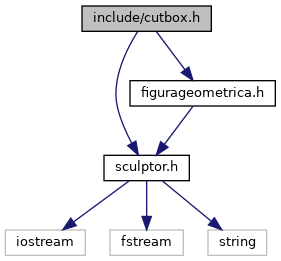 include/cutbox.h
figurageometrica.h
sculptor.h
iostream
fstream
string